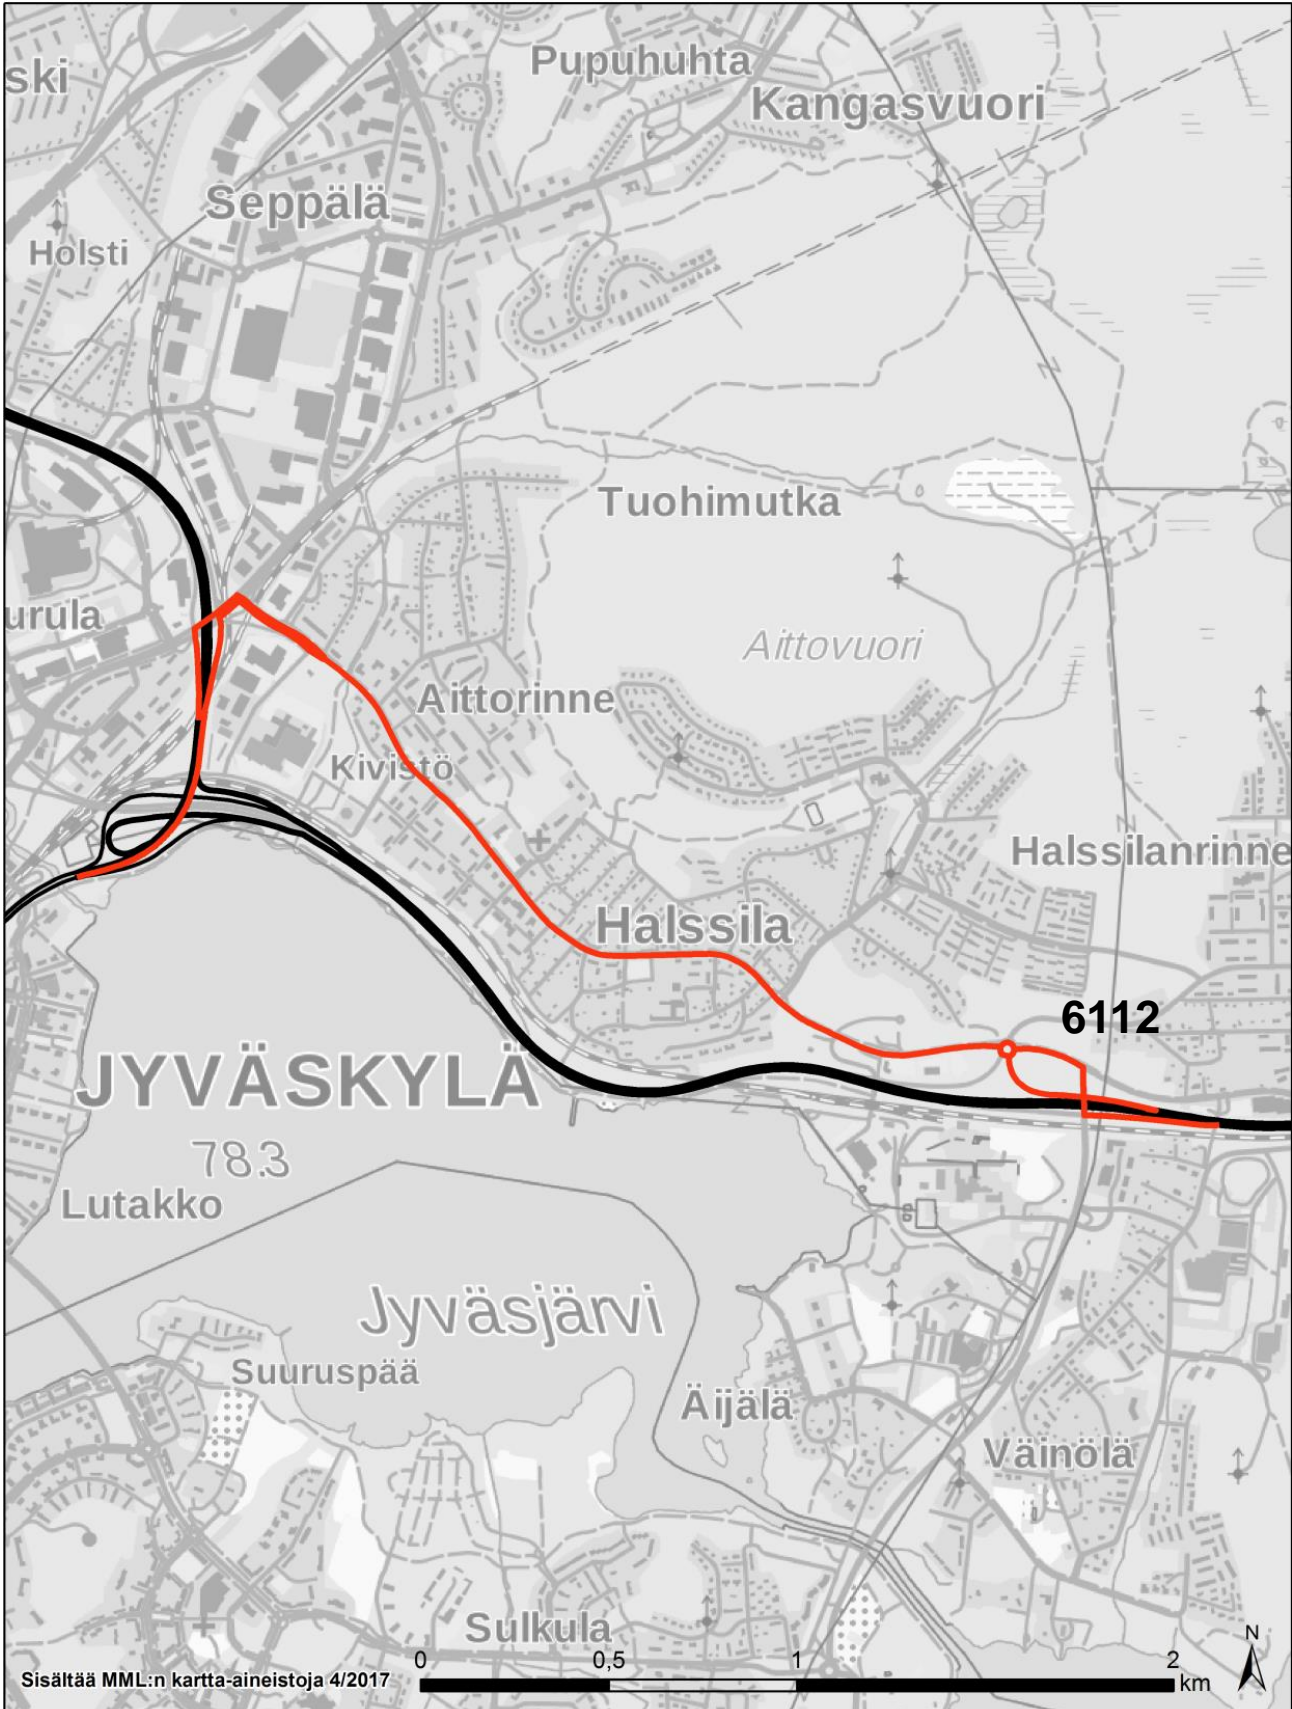 Pupuhuhta
ski
Kangasvuori
Seppälä
Holsti
Tuohimutka
urula
Aittovuori
Aittorinne
Kivistö
Halssilanrinne
Halssila
6112
JYVÄSKYLÄ
78.3
Lutakko
Jyväsjärvi
Suuruspää
Äijälä
Väinölä
Sulkula
N
0 0,5 1 2
km
Sisältää MML:n kartta-aineistoja 4/2017